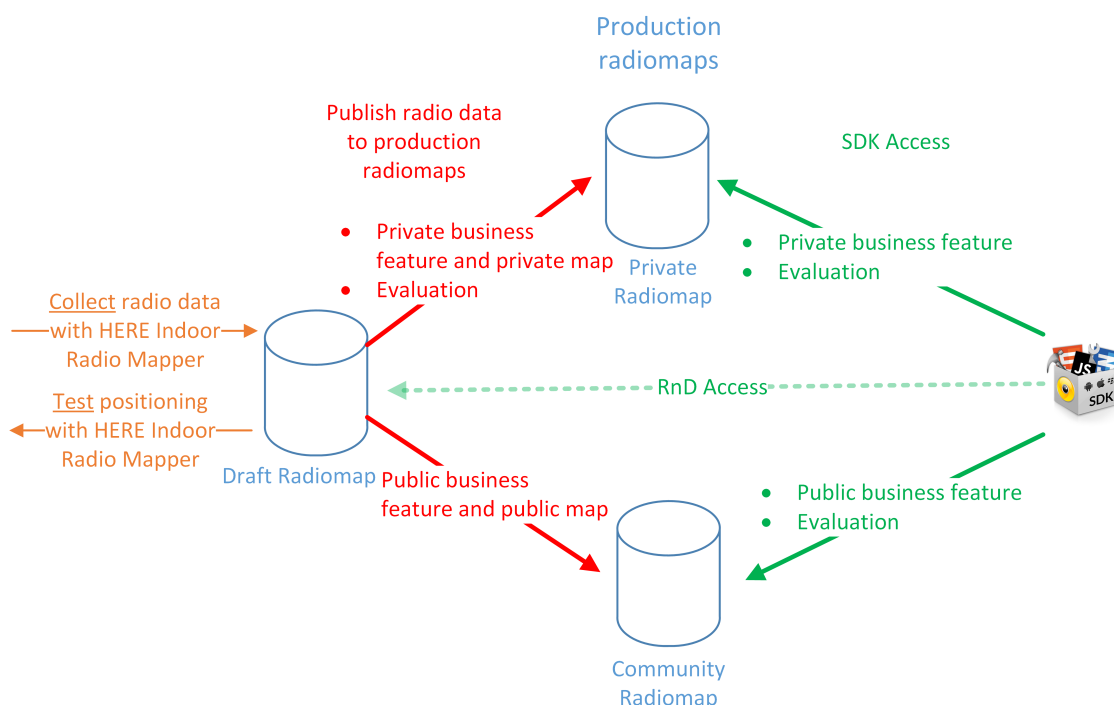 Production
radiomaps
Publish radio data
to production
radiomaps
SDK Access
• Private business
feature and private map
• Evaluation
• Private business feature
• Evaluation
Private
Radiomap
Collect radio data
with HERE Indoor
Radio Mapper
RnD Access
JS
SDK
Test positioning
with HERE Indoor
Radio Mapper
Draft Radiomap
Public business
feature and public map
• Public business feature
• Evaluation
Community
Radiomap